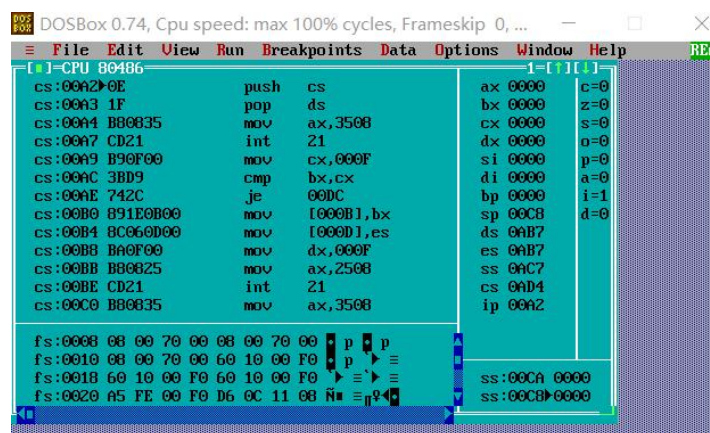 DOSBox 0.74, Cpu speed: max 100% cycles, Frameskip 0, ...
≡ File Edit View Run Breakpoints Data Options Window Help RE
[■]=CPU 80486 1=[↑][↓]
cs:00A2►0E push cs ax 0000 c=0
cs:00A3 1F pop ds bx 0000 z=0
cs:00A4 B80835 mov ax,3508 cx 0000 s=0
cs:00A7 CD21 int 21 dx 0000 o=0
cs:00A9 B90F00 mov cx,000F si 0000 p=0
cs:00AC 3BD9 cmp bx,cx di 0000 a=0
cs:00AE 742C je 00DC bp 0000 i=1
cs:00B0 891E0B00 mov [000B],bx sp 00C8 d=0
cs:00B4 8C060D00 mov [000D],es ds 0AB7
cs:00B8 BA0F00 mov dx,000F es 0AB7
cs:00BB B80825 mov ax,2508 ss 0AC7
cs:00BE CD21 int 21 cs 0AD4
cs:00C0 B80835 mov ax,3508 ip 00A2
fs:0008 08 00 70 00 08 00 70 00 ◘ p ◘ p
fs:0010 08 00 70 00 60 10 00 F0 ◘ p `► ≡
fs:0018 60 10 00 F0 60 10 00 F0 `► ≡`► ≡ ss:00CA 0000
fs:0020 A5 FE 00 F0 D6 0C 11 08 Ñ■ ≡╓♀◄◘ ss:00C8►0000